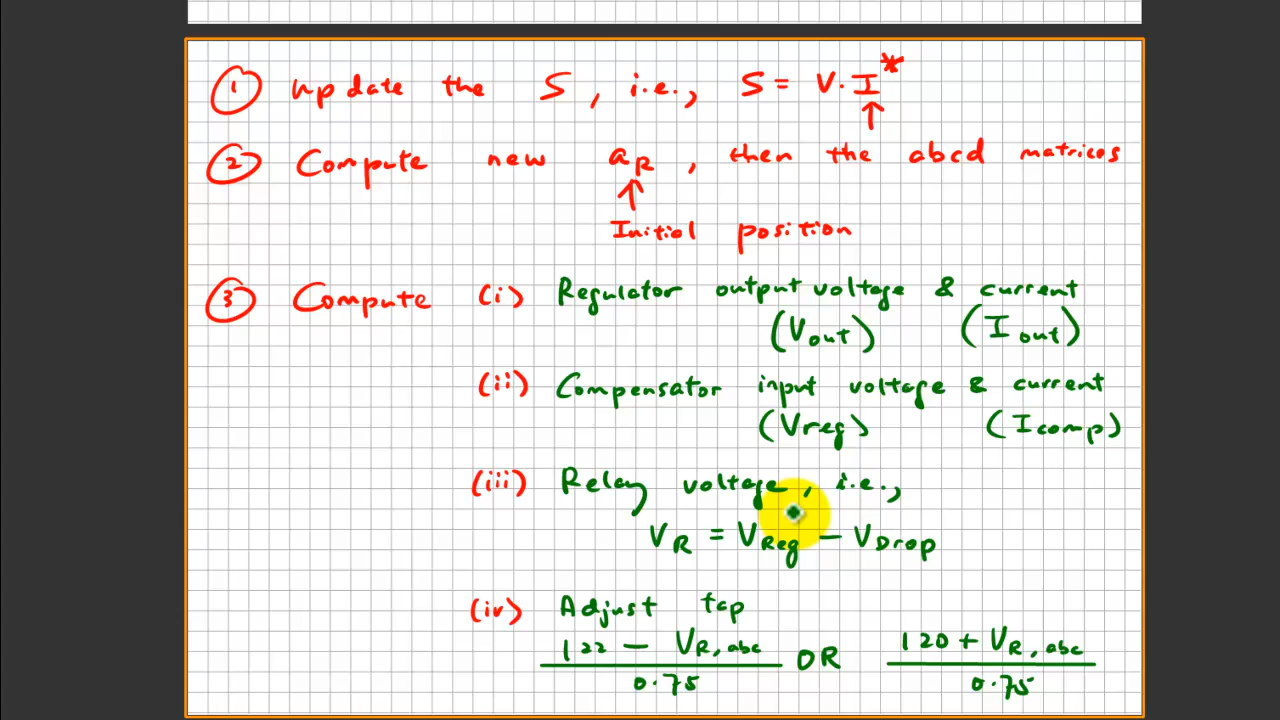 ① update the S, i.e., S = V.I*
② Compute new aR, then the abcd matrices
Initial position
③ Compute (i) Regulator output voltage & current
(Vout) (Iout)
(ii) Compensator input voltage & current
(Vreg) (Icomp)
(iii) Relay voltage, i.e.,
VR = VReg - VDrop
(iv) Adjust tap
122 - VR,abc / 0.75 OR 120 + VR,abc / 0.75